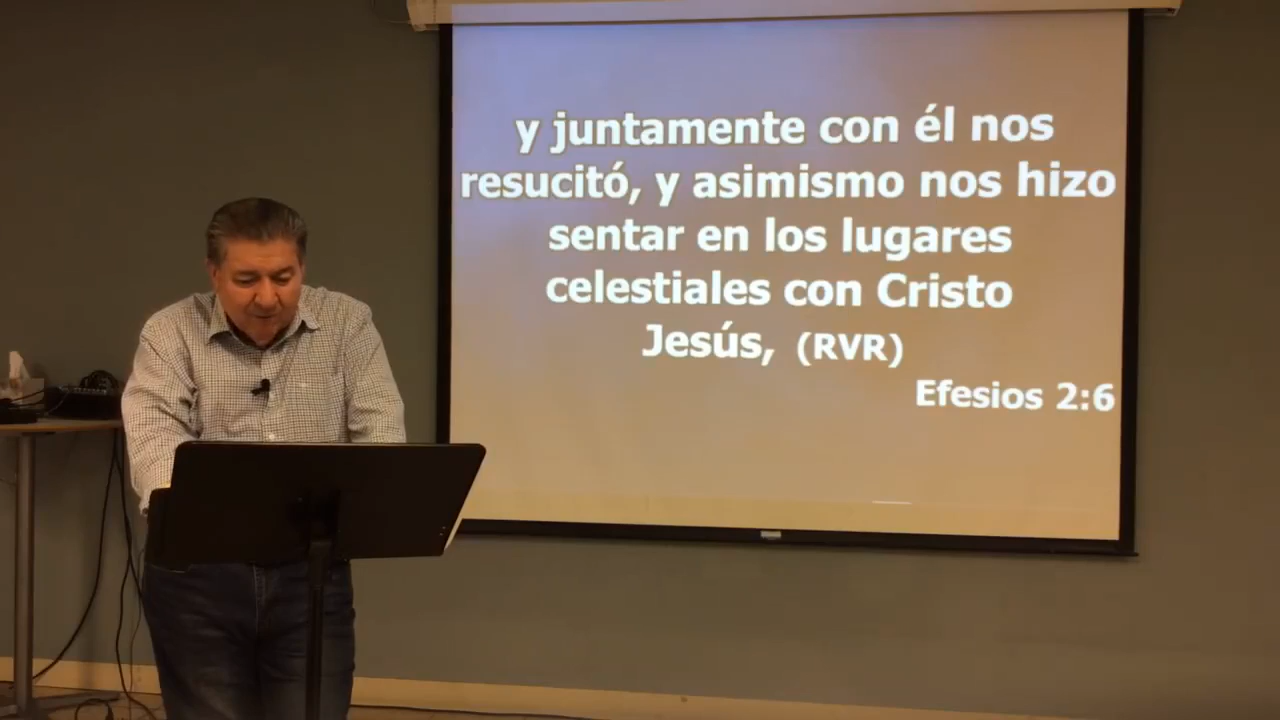 y juntamente con él nos
resucitó, y asimismo nos hizo
sentar en los lugares
celestiales con Cristo
Jesús, (RVR)
Efesios 2:6